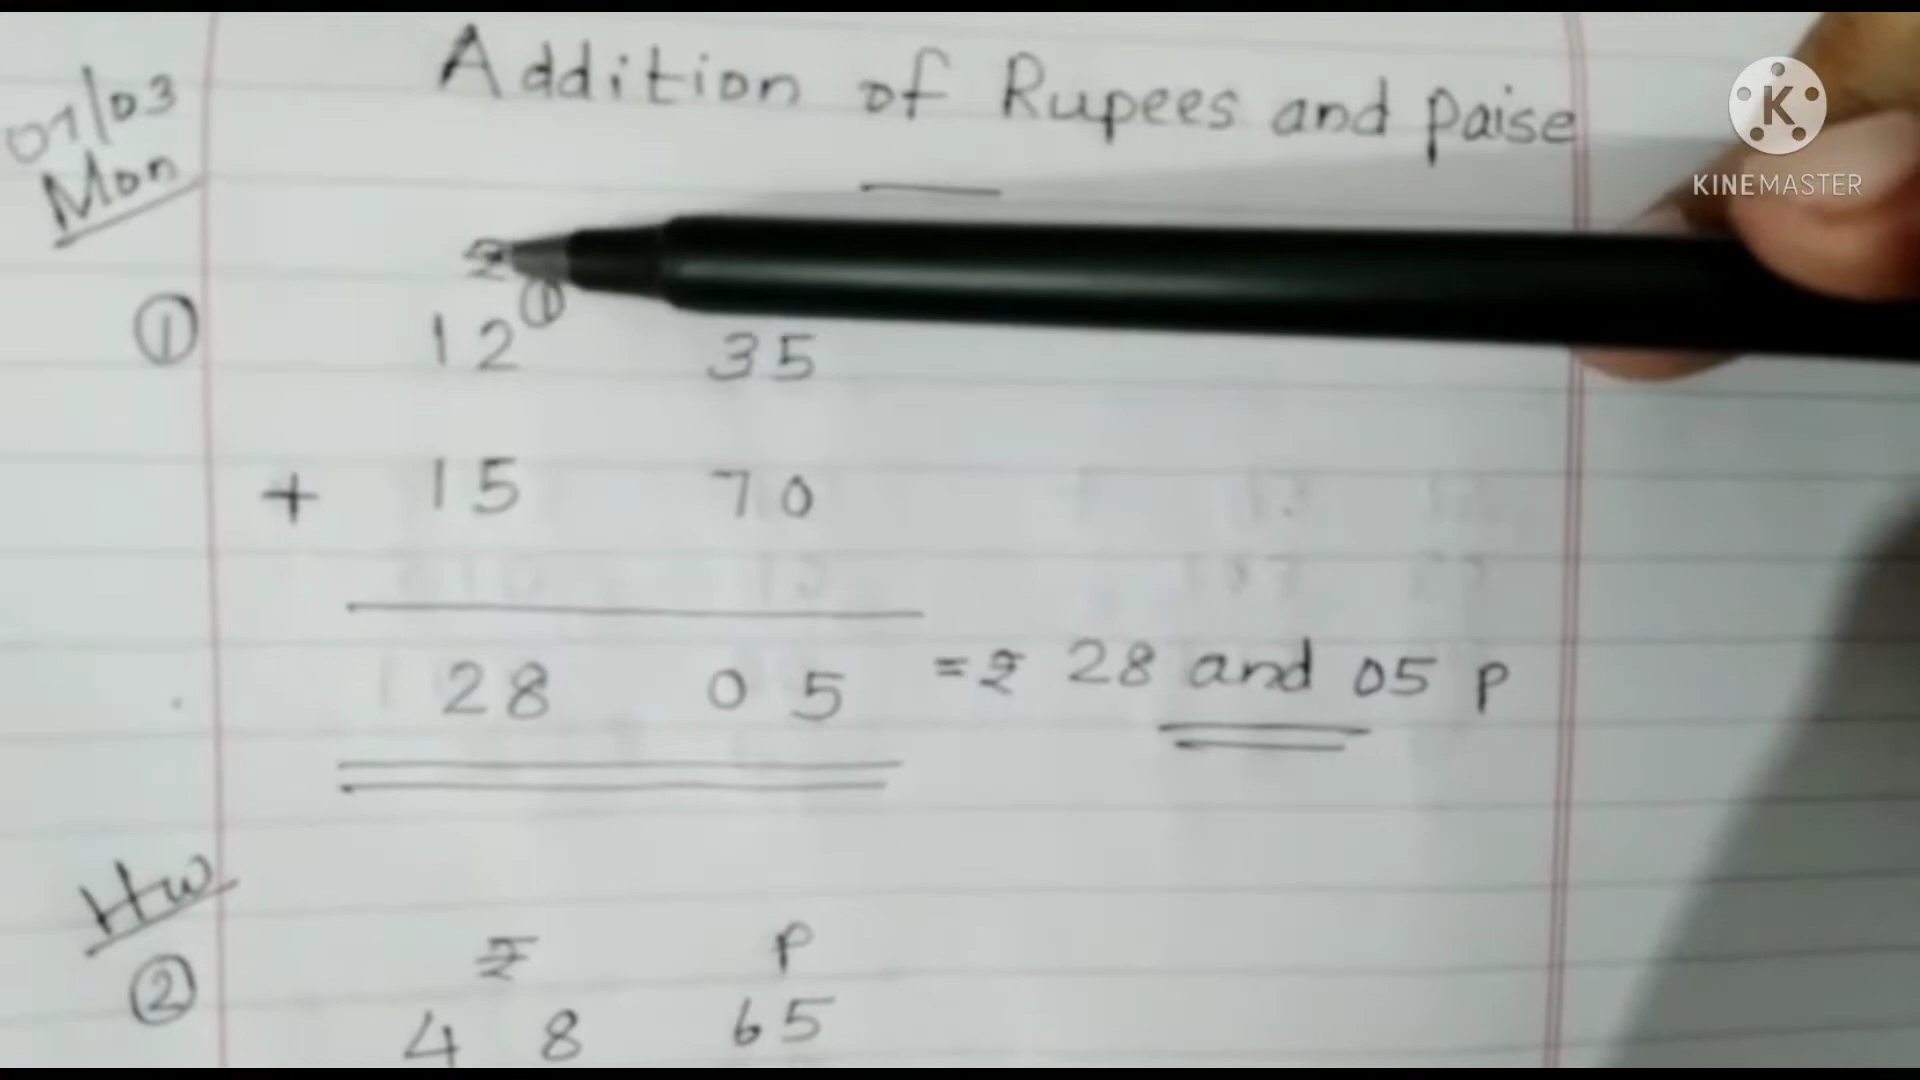 Addition of Rupees and paise
07/03
Mon
KINEMASTER
₹
① 12 ① 35
+ 15 70
28 05 = ₹ 28 and 05 P
Hw
② ₹ P
4 8 65